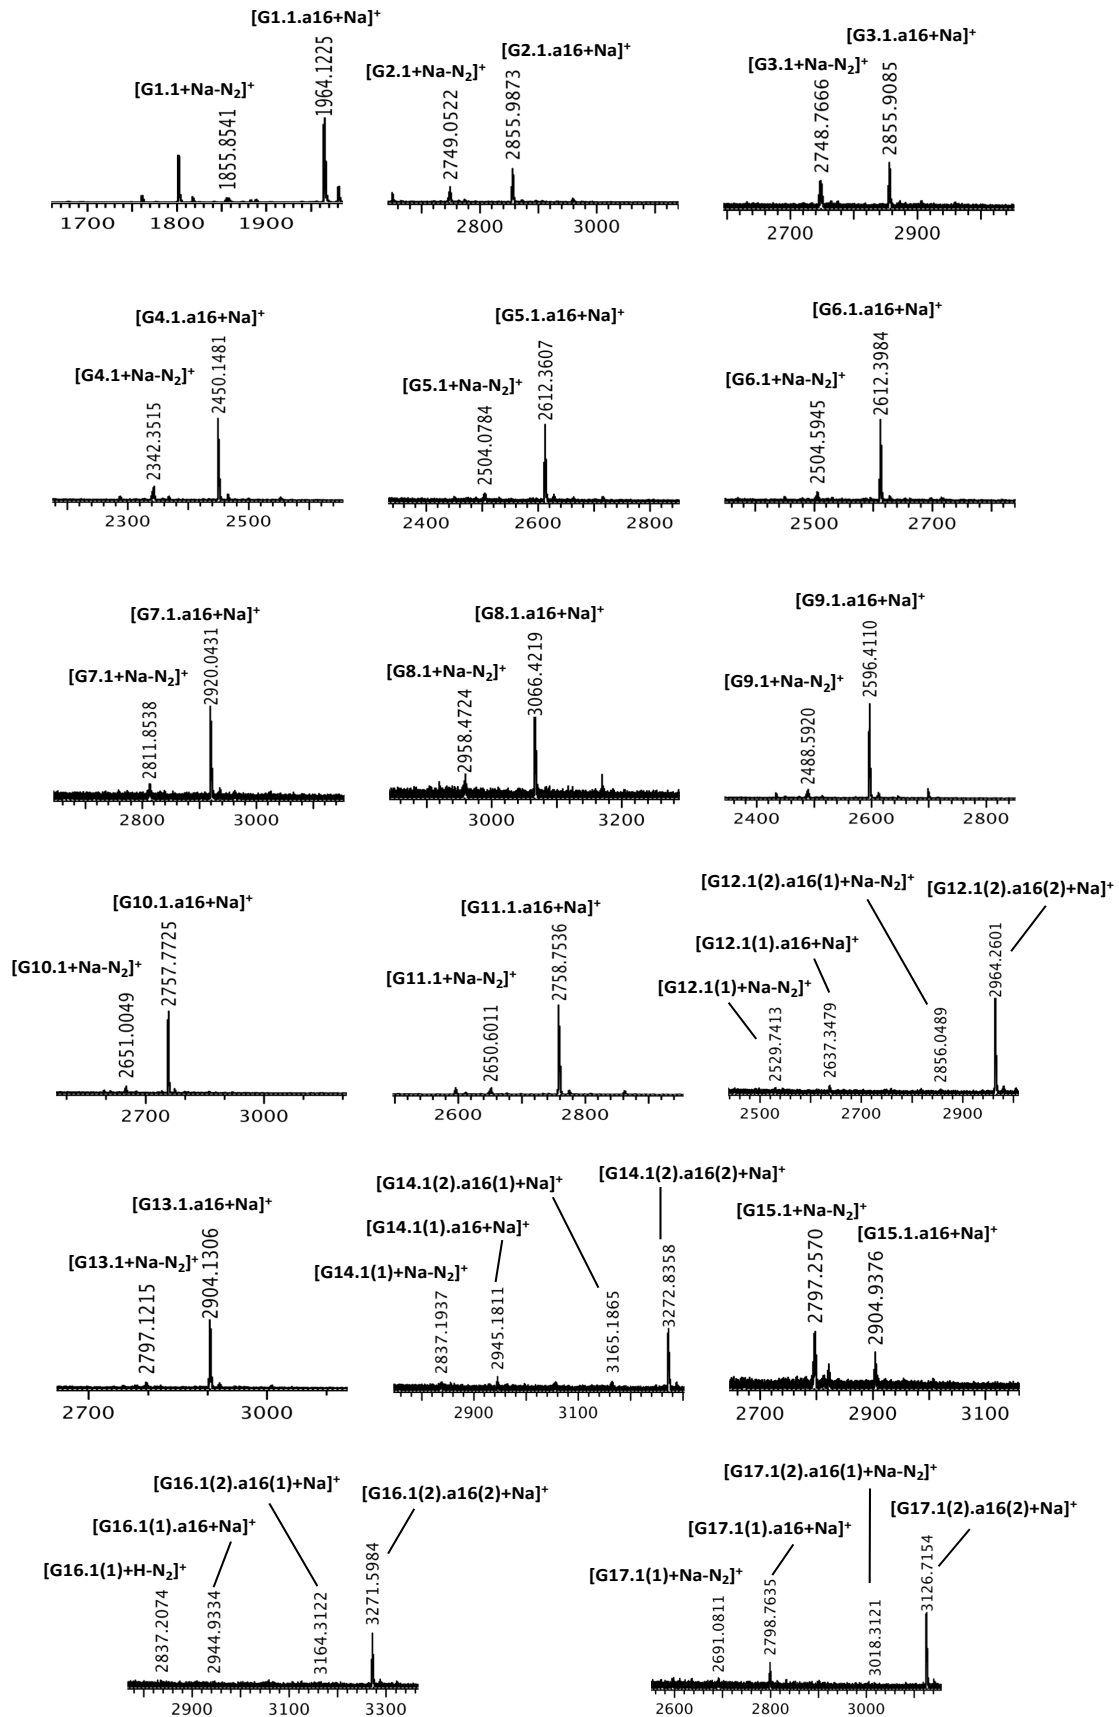 [G1.1.a16+Na]⁺
[G1.1+Na-N₂]⁺
1855.8541
1964.1225
1700 1800 1900
[G2.1.a16+Na]⁺
[G2.1+Na-N₂]⁺
2749.0522
2855.9873
2800 3000
[G3.1.a16+Na]⁺
[G3.1+Na-N₂]⁺
2748.7666
2855.9085
2700 2900
[G4.1.a16+Na]⁺
[G4.1+Na-N₂]⁺
2342.3515
2450.1481
2300 2500
[G5.1.a16+Na]⁺
[G5.1+Na-N₂]⁺
2504.0784
2612.3607
2400 2600 2800
[G6.1.a16+Na]⁺
[G6.1+Na-N₂]⁺
2504.5945
2612.3984
2500 2700
[G7.1.a16+Na]⁺
[G7.1+Na-N₂]⁺
2811.8538
2920.0431
2800 3000
[G8.1.a16+Na]⁺
[G8.1+Na-N₂]⁺
2958.4724
3066.4219
3000 3200
[G9.1.a16+Na]⁺
[G9.1+Na-N₂]⁺
2488.5920
2596.4110
2400 2600 2800
[G10.1.a16+Na]⁺
[G10.1+Na-N₂]⁺
2651.0049
2757.7725
2700 3000
[G11.1.a16+Na]⁺
[G11.1+Na-N₂]⁺
2650.6011
2758.7536
2600 2800
[G12.1(2).a16(1)+Na-N₂]⁺
[G12.1(2).a16(2)+Na]⁺
[G12.1(1).a16+Na]⁺
[G12.1(1)+Na-N₂]⁺
2529.7413
2637.3479
2856.0489
2964.2601
2500 2700 2900
[G13.1.a16+Na]⁺
[G13.1+Na-N₂]⁺
2797.1215
2904.1306
2700 3000
[G14.1(2).a16(2)+Na]⁺
[G14.1(2).a16(1)+Na]⁺
[G14.1(1).a16+Na]⁺
[G14.1(1)+Na-N₂]⁺
2837.1937
2945.1811
3165.1865
3272.8358
2900 3100
[G15.1+Na-N₂]⁺
[G15.1.a16+Na]⁺
2797.2570
2904.9376
2700 2900 3100
[G16.1(2).a16(1)+Na]⁺
[G16.1(2).a16(2)+Na]⁺
[G16.1(1).a16+Na]⁺
[G16.1(1)+H-N₂]⁺
2837.2074
2944.9334
3164.3122
3271.5984
2900 3100 3300
[G17.1(2).a16(1)+Na-N₂]⁺
[G17.1(2).a16(2)+Na]⁺
[G17.1(1).a16+Na]⁺
[G17.1(1)+Na-N₂]⁺
2691.0811
2798.7635
3018.3121
3126.7154
2600 2800 3000